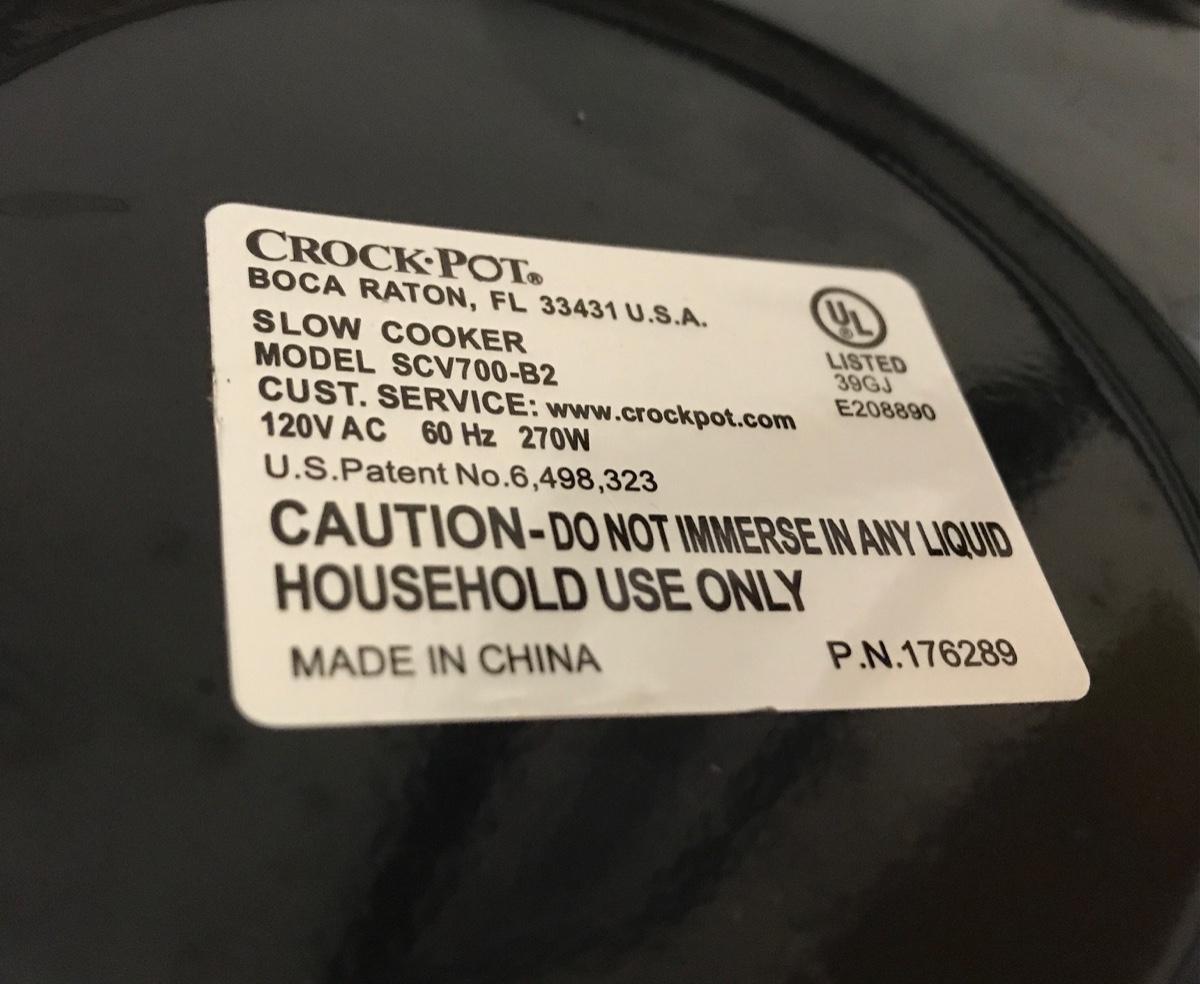 CROCK·POT®
BOCA RATON, FL 33431 U.S.A.
SLOW COOKER
MODEL SCV700-B2
CUST. SERVICE: www.crockpot.com
120V AC 60 Hz 270W
U.S.Patent No.6,498,323
CAUTION-DO NOT IMMERSE IN ANY LIQUID
HOUSEHOLD USE ONLY
MADE IN CHINA
P.N.176289
UL®
LISTED
39GJ
E208890